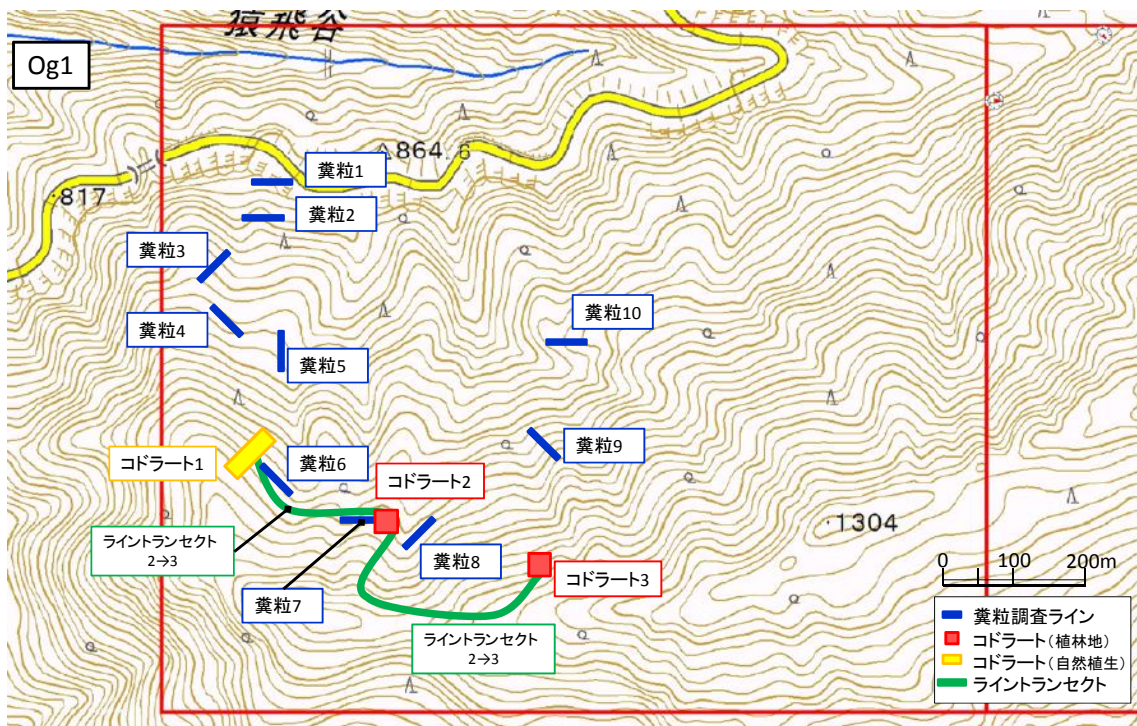 猿飛谷
Og1
864.6
817
糞粒1
糞粒2
糞粒3
糞粒4
糞粒5
糞粒10
糞粒9
コドラート1
糞粒6
コドラート2
・1304
ライントランセクト
2→3
糞粒8
コドラート3
糞粒7
ライントランセクト
2→3
0 100 200m
糞粒調査ライン
コドラート(植林地)
コドラート(自然植生)
ライントランセクト